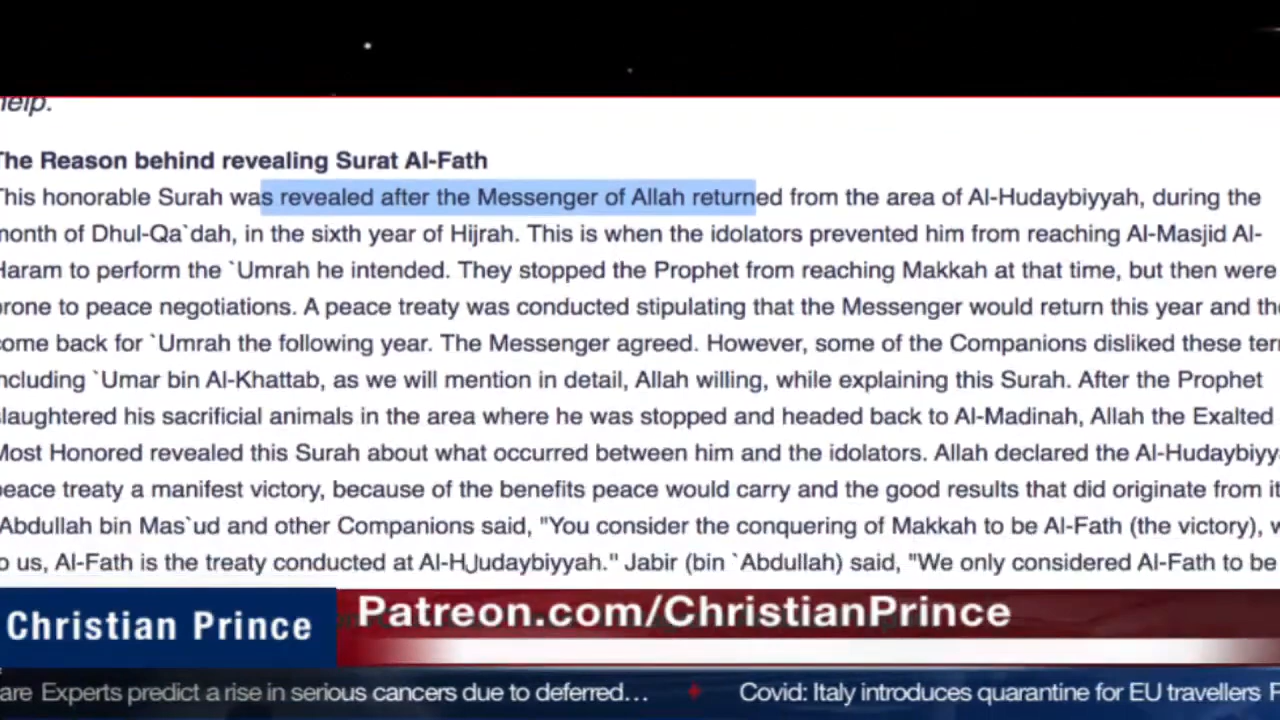 help.
The Reason behind revealing Surat Al-Fath
This honorable Surah was revealed after the Messenger of Allah returned from the area of Al-Hudaybiyyah, during the
month of Dhul-Qa`dah, in the sixth year of Hijrah. This is when the idolators prevented him from reaching Al-Masjid Al-
Haram to perform the `Umrah he intended. They stopped the Prophet from reaching Makkah at that time, but then were
prone to peace negotiations. A peace treaty was conducted stipulating that the Messenger would return this year and
come back for `Umrah the following year. The Messenger agreed. However, some of the Companions disliked these
including `Umar bin Al-Khattab, as we will mention in detail, Allah willing, while explaining this Surah. After the Prophet
slaughtered his sacrificial animals in the area where he was stopped and headed back to Al-Madinah, Allah the Exalted
Most Honored revealed this Surah about what occurred between him and the idolators. Allah declared the
peace treaty a manifest victory, because of the benefits peace would carry and the good results that did originate from it
`Abdullah bin Mas`ud and other Companions said, "You consider the conquering of Makkah to be Al-Fath (the victory),
to us, Al-Fath is the treaty conducted at Al-HJudaybiyyah." Jabir (bin `Abdullah) said, "We only considered Al-Fath to be
Christian Prince
Patreon.com/ChristianPrince
are Experts predict a rise in serious cancers due to deferred... Covid: Italy introduces quarantine for EU travellers